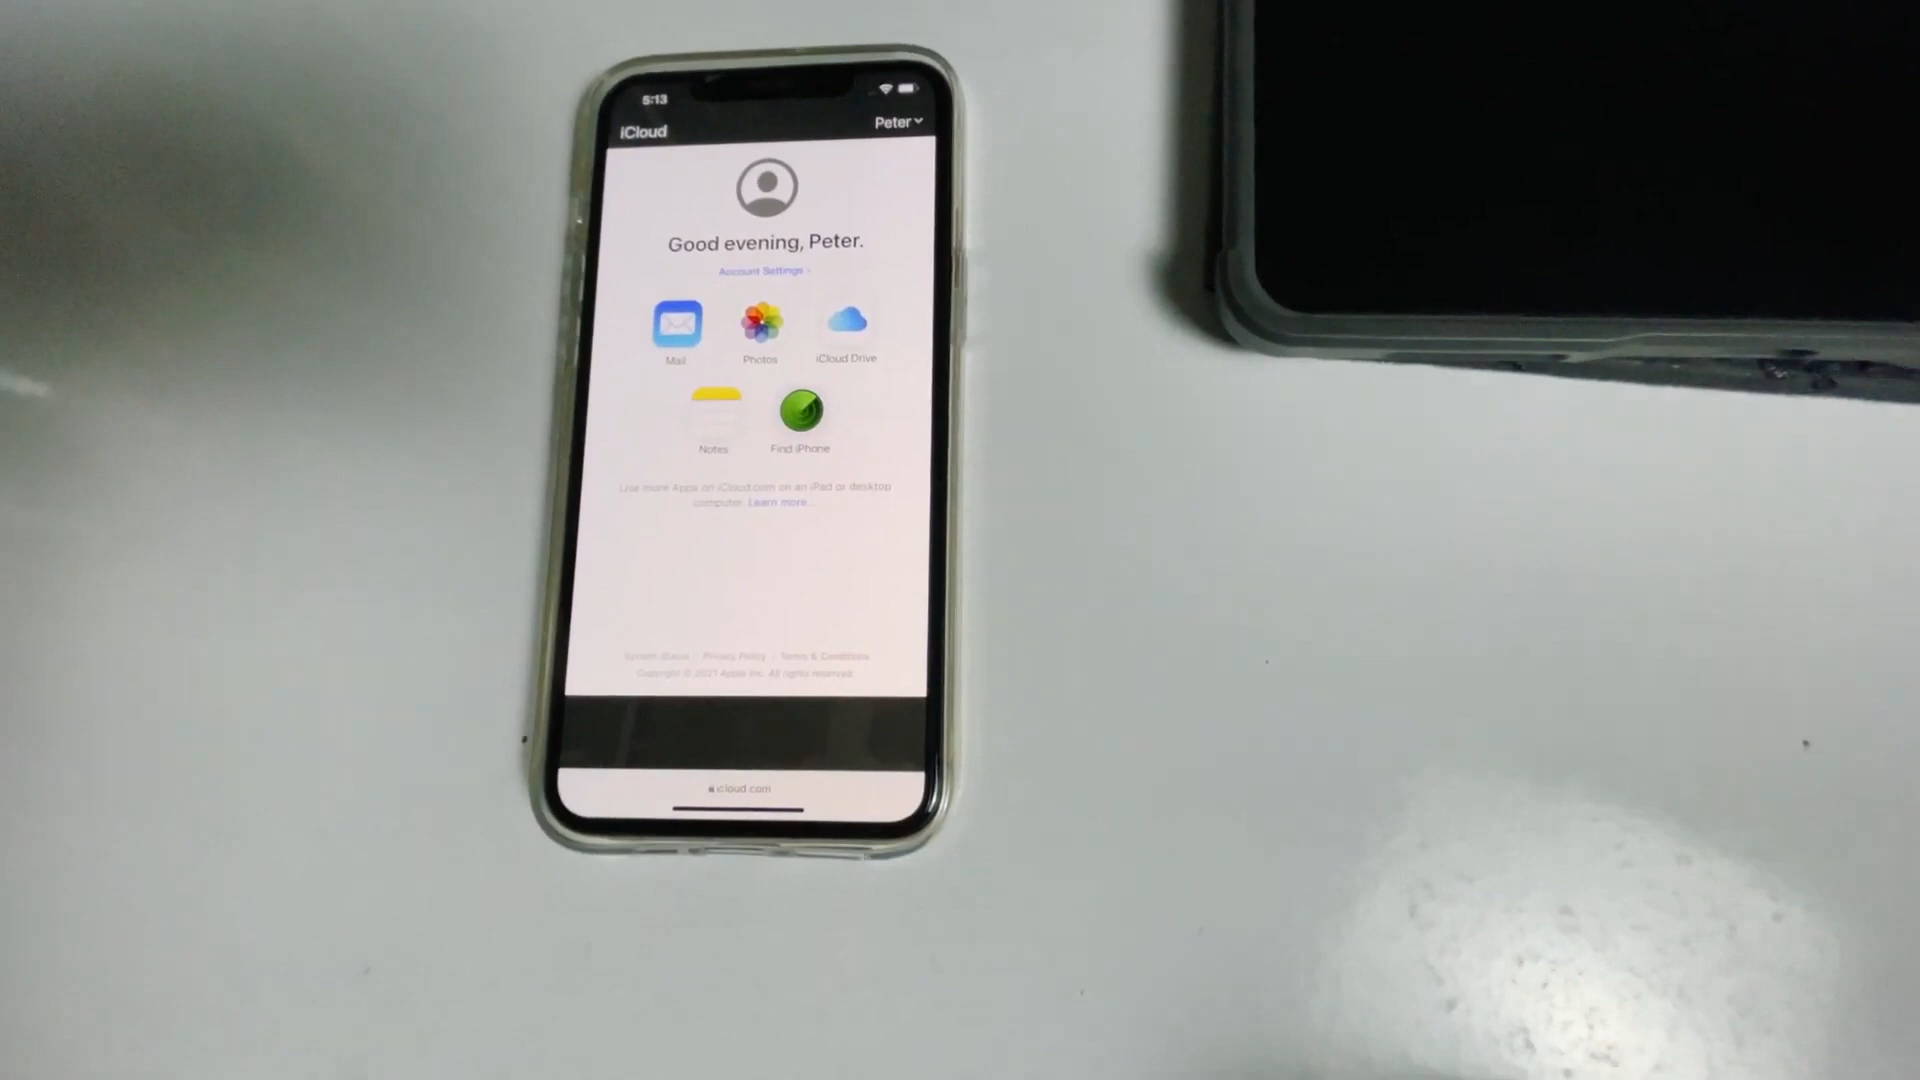 5:13
iCloud
Peter
Good evening, Peter.
Account Settings
Mail
Photos
iCloud Drive
Notes
Find iPhone
Use more Apps on iCloud.com on an iPad or desktop
computer. Learn more...
System Status
Privacy Policy
Terms & Conditions
Copyright © 2021 Apple Inc. All rights reserved.
icloud.com